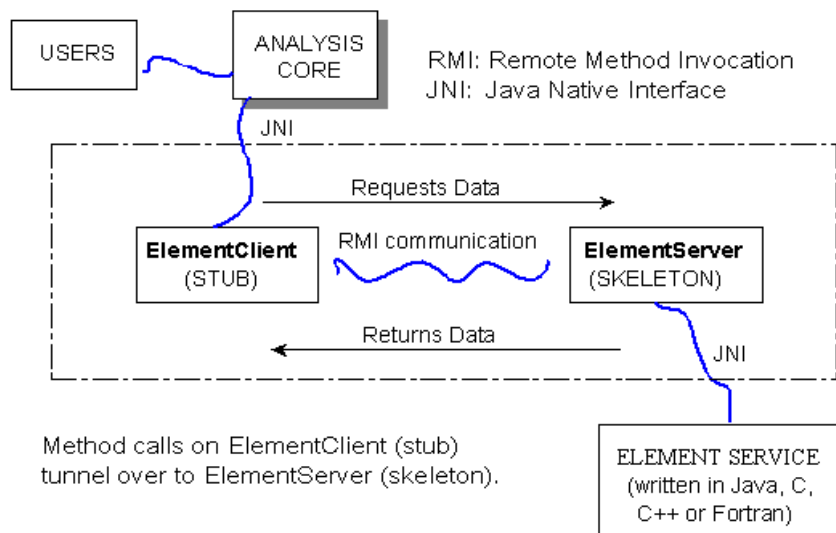 USERS
ANALYSIS
CORE
RMI: Remote Method Invocation
JNI: Java Native Interface
JNI
Requests Data
ElementClient
(STUB)
RMI communication
ElementServer
(SKELETON)
Returns Data
JNI
Method calls on ElementClient (stub)
tunnel over to ElementServer (skeleton).
ELEMENT SERVICE
(written in Java, C,
C++ or Fortran)